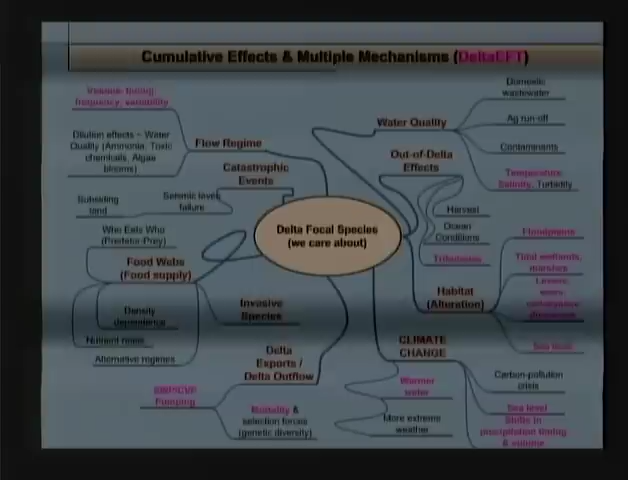 Cumulative Effects & Multiple Mechanisms (DeltaEFT)
Volume, timing,
frequency, variability
Dilution effects ~ Water
Quality (Ammonia, Toxic
chemicals, Algae
blooms)
Flow Regime
Catastrophic
Events
Seismic levee
failure
Subsiding
land
Who Eats Who
(Predator-Prey)
Food Webs
(Food supply)
Density
dependence
Alternative regimes
Invasive
Species
Delta
Exports /
Delta Outflow
SWP/CVP
Pumping
Mortality &
selection forces
(genetic diversity)
Delta Focal Species
(we care about)
Water Quality
Domestic
wastewater
Ag run-off
Contaminants
Temperature
Salinity, Turbidity
Out-of-Delta
Effects
Harvest
Ocean
Conditions
Tributaries
Habitat
(Alteration)
Floodplains
Tidal wetlands,
marshes
Sea level
CLIMATE
CHANGE
Warmer
water
More extreme
weather
Carbon-pollution
crisis
Sea level
Shifts in
precipitation timing
& volume